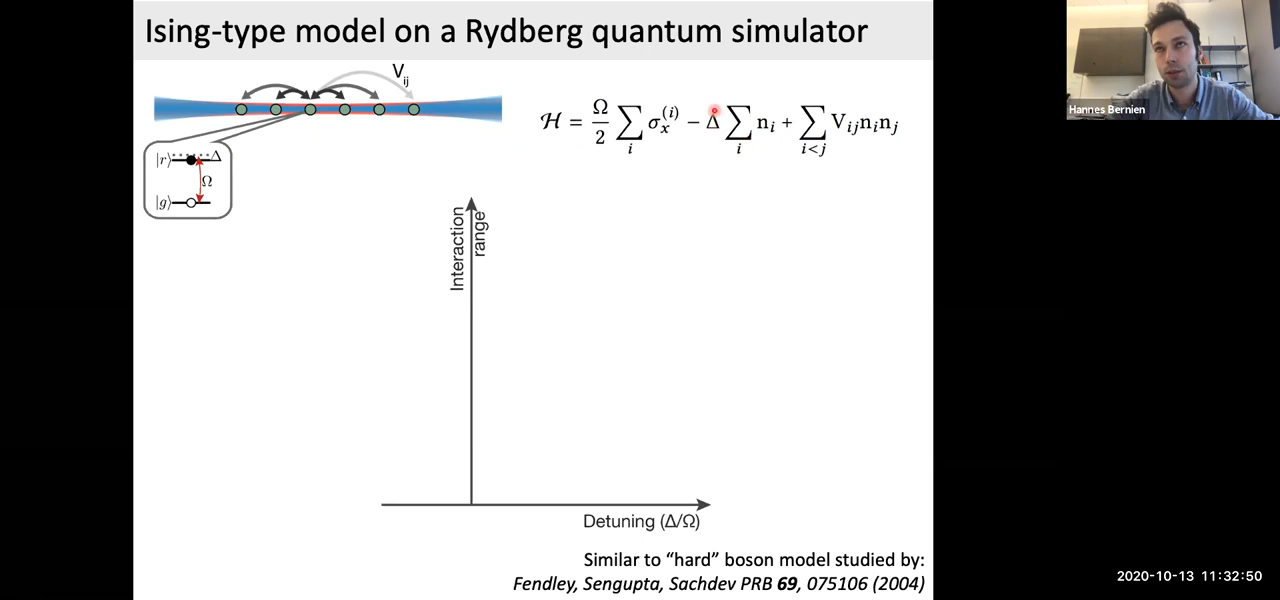 Ising-type model on a Rydberg quantum simulator
V_ij
ℋ = Ω/2 ∑_i σ_x^(i) − Δ ∑_i n_i + ∑_{i<j} V_ij n_i n_j
|r⟩ Δ
Ω
|g⟩
Interaction
range
Detuning (Δ/Ω)
Similar to “hard” boson model studied by:
Fendley, Sengupta, Sachdev PRB 69, 075106 (2004)
Hannes Bernien
2020-10-13 11:32:50